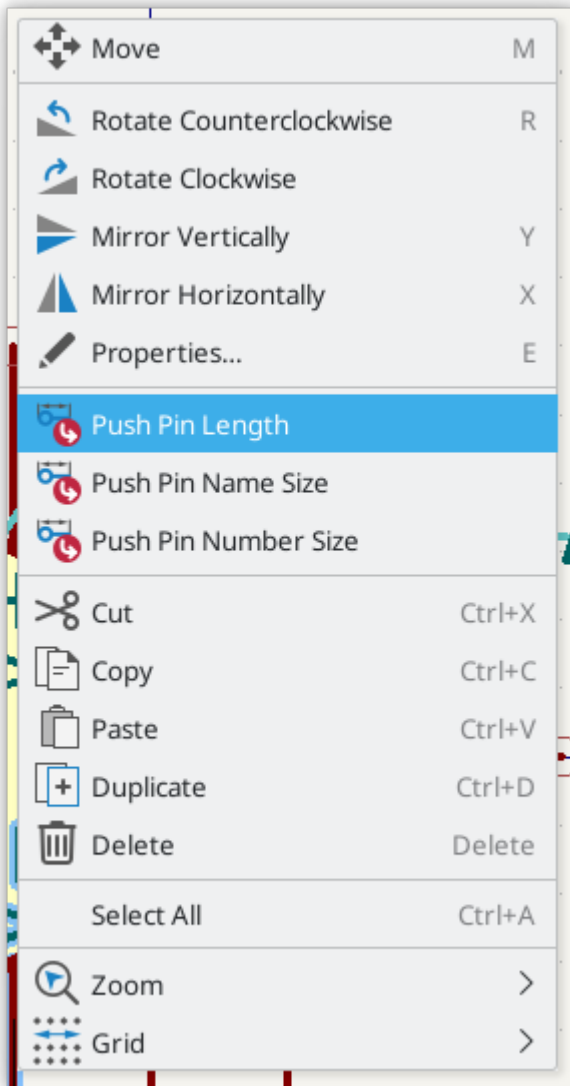 Move M
Rotate Counterclockwise R
Rotate Clockwise
Mirror Vertically Y
Mirror Horizontally X
Properties... E
Push Pin Length
Push Pin Name Size
Push Pin Number Size
Cut Ctrl+X
Copy Ctrl+C
Paste Ctrl+V
Duplicate Ctrl+D
Delete Delete
Select All Ctrl+A
Zoom
Grid